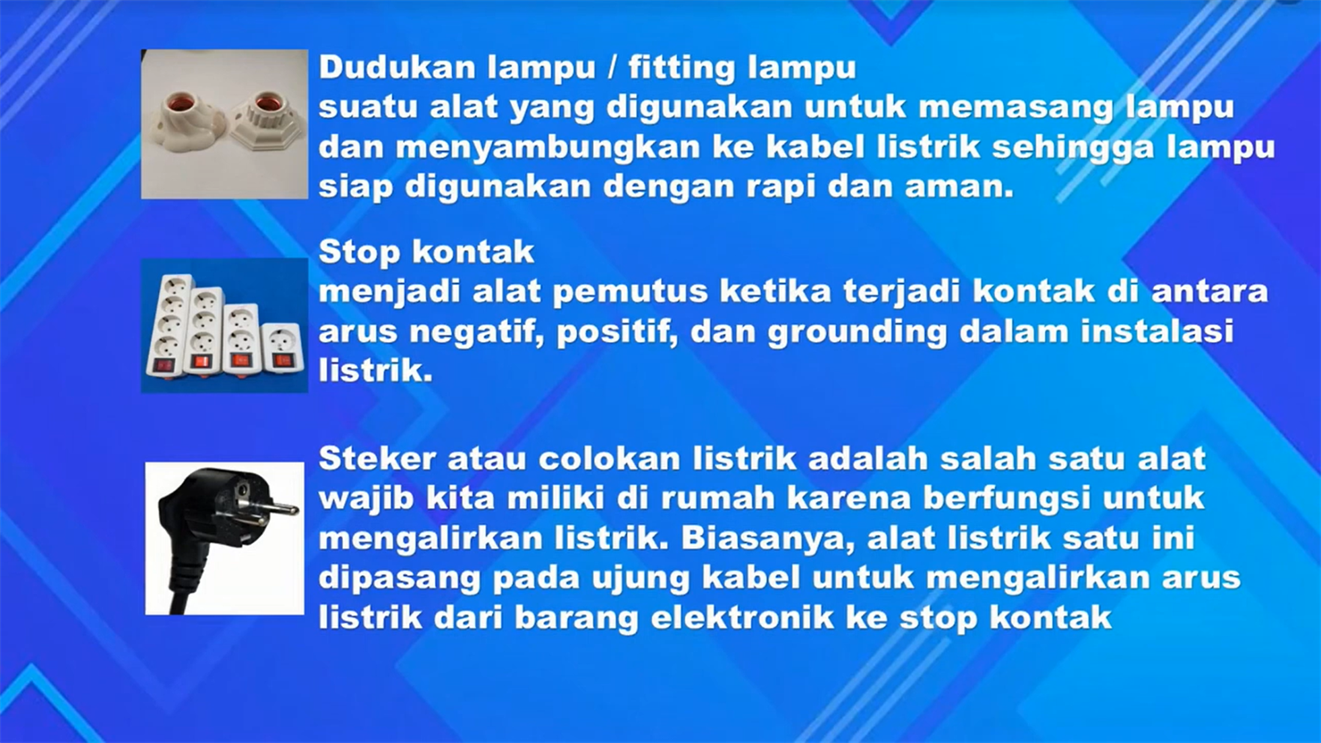 Dudukan lampu / fitting lampu
suatu alat yang digunakan untuk memasang lampu
dan menyambungkan ke kabel listrik sehingga lampu
siap digunakan dengan rapi dan aman.
Stop kontak
menjadi alat pemutus ketika terjadi kontak di antara
arus negatif, positif, dan grounding dalam instalasi
listrik.
Steker atau colokan listrik adalah salah satu alat
wajib kita miliki di rumah karena berfungsi untuk
mengalirkan listrik. Biasanya, alat listrik satu ini
dipasang pada ujung kabel untuk mengalirkan arus
listrik dari barang elektronik ke stop kontak